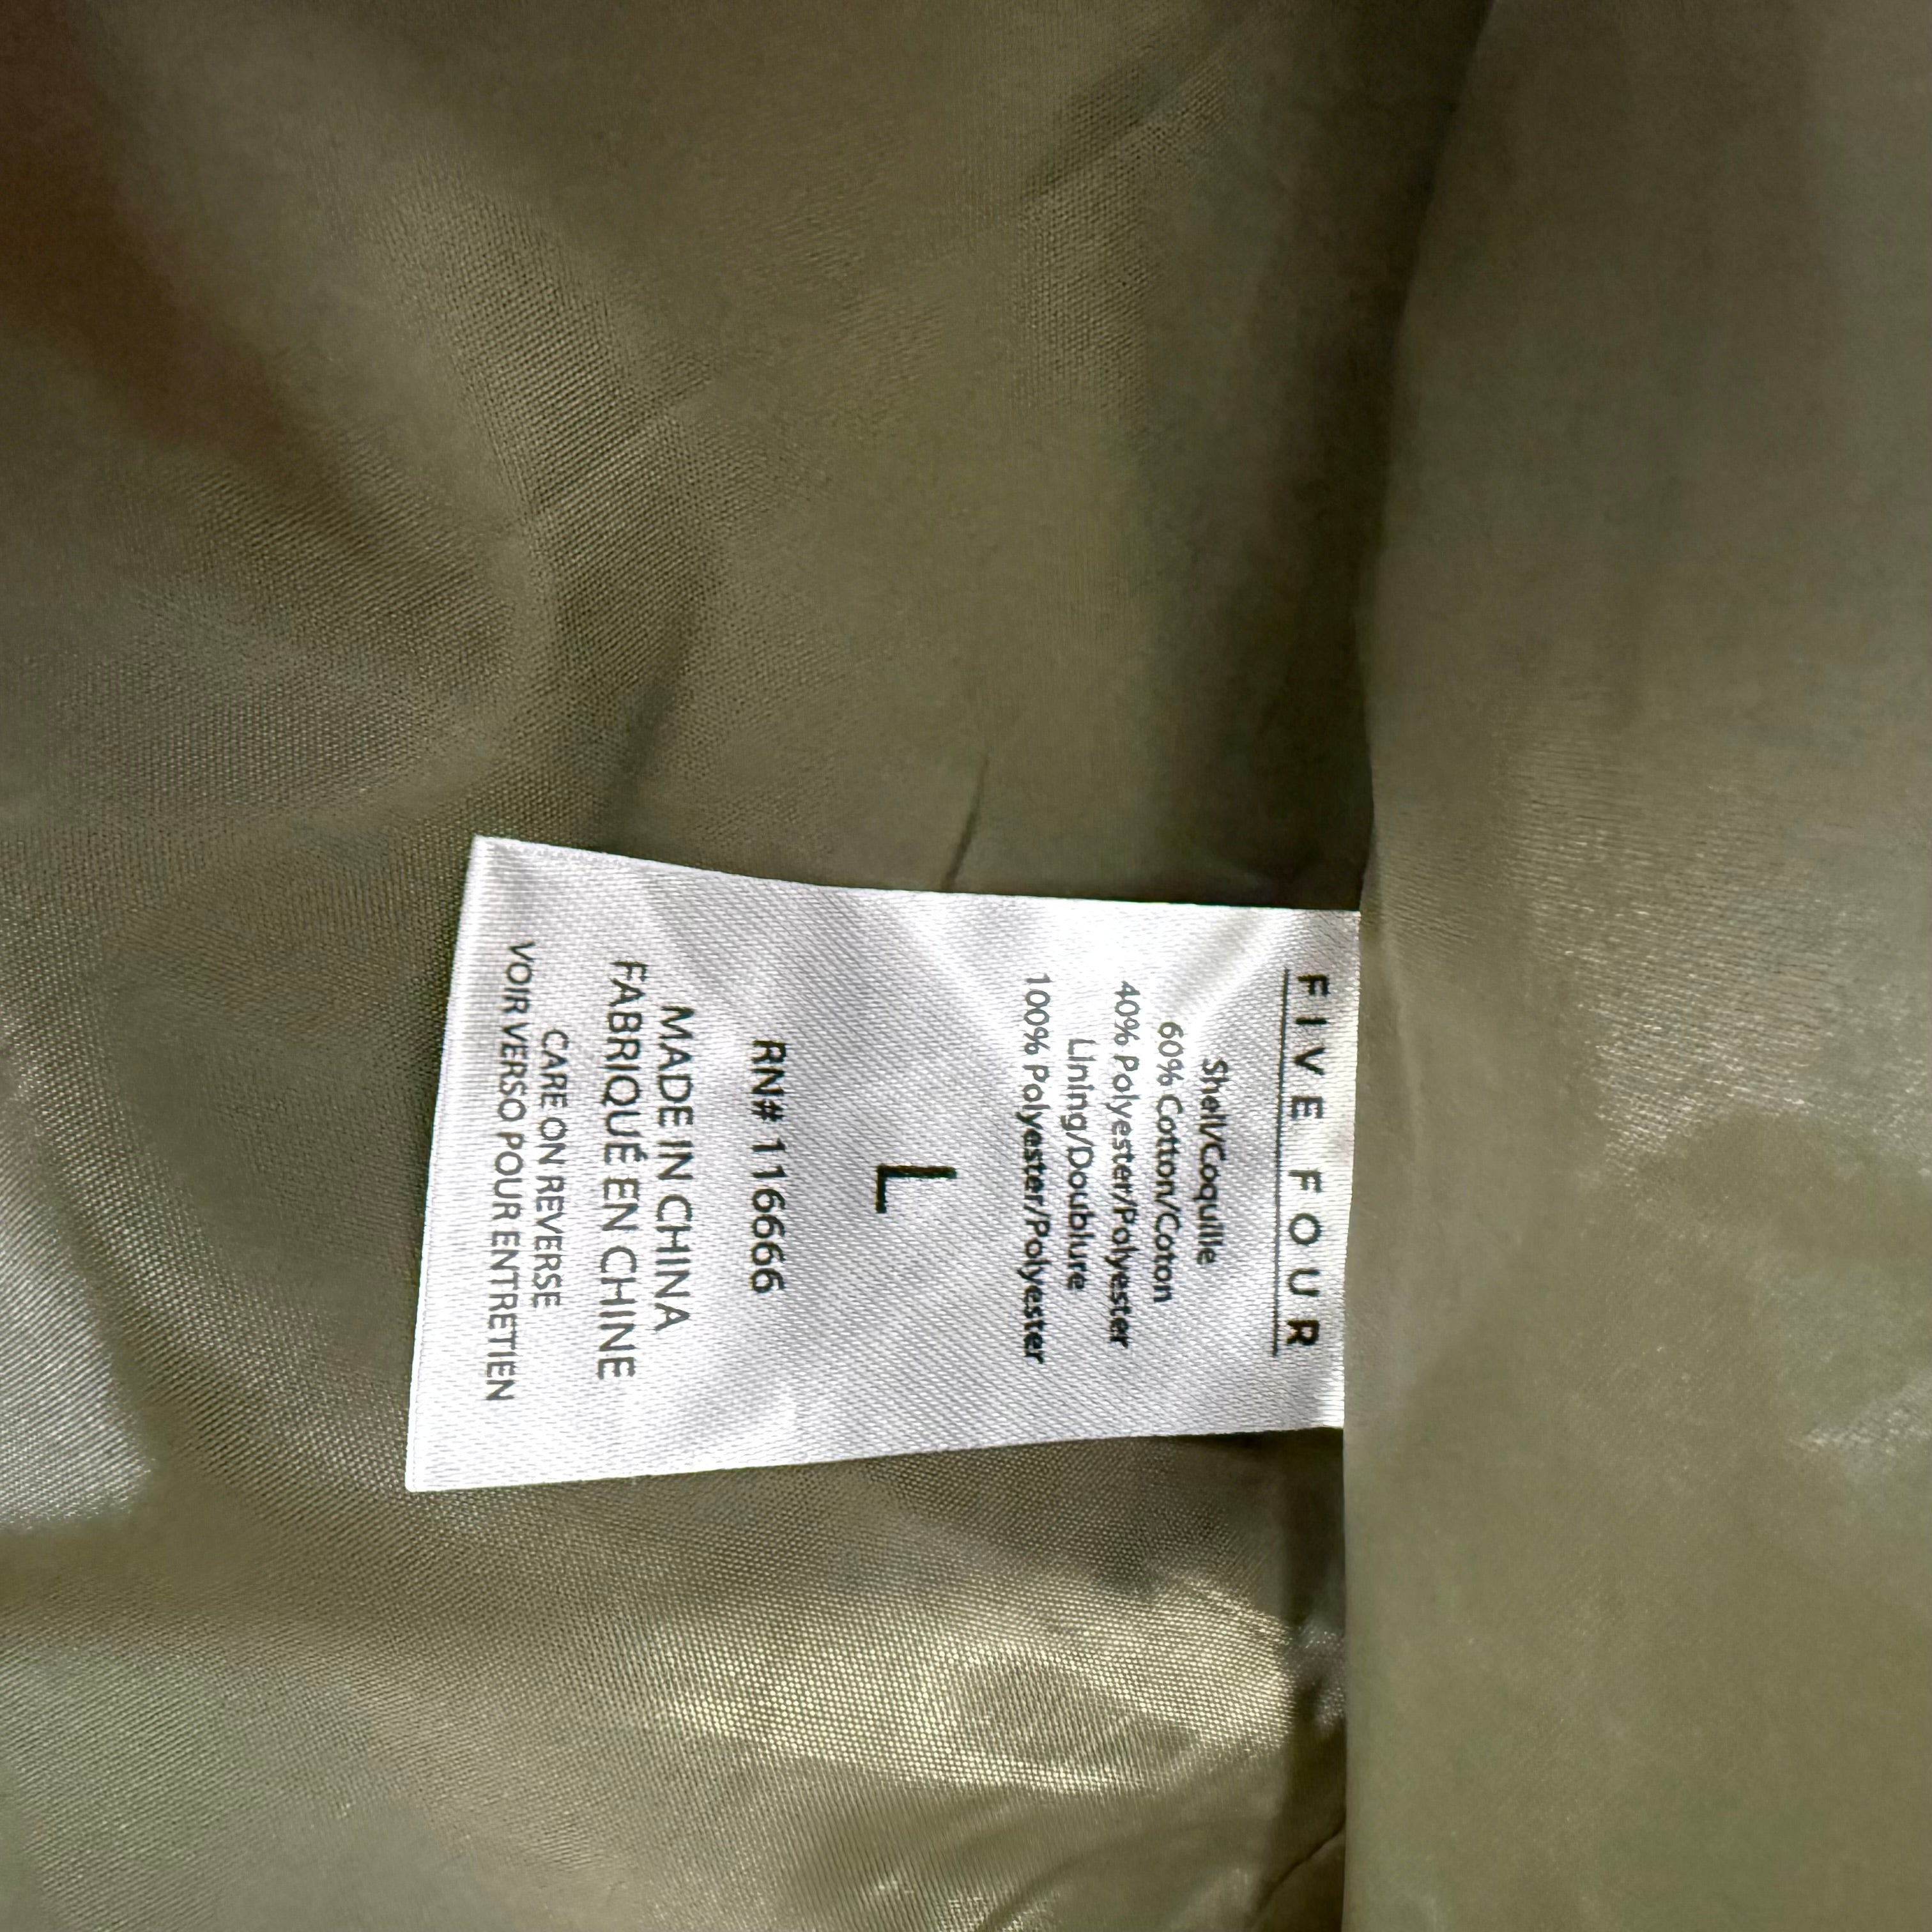 FIVE FOUR
Shell/Coquille
60% Cotton/Coton
40% Polyester/Polyester
Lining/Doublure
100% Polyester/Polyester
L
RN# 116666
MADE IN CHINA
FABRIQUÉ EN CHINE
CARE ON REVERSE
VOIR VERSO POUR ENTRETIEN